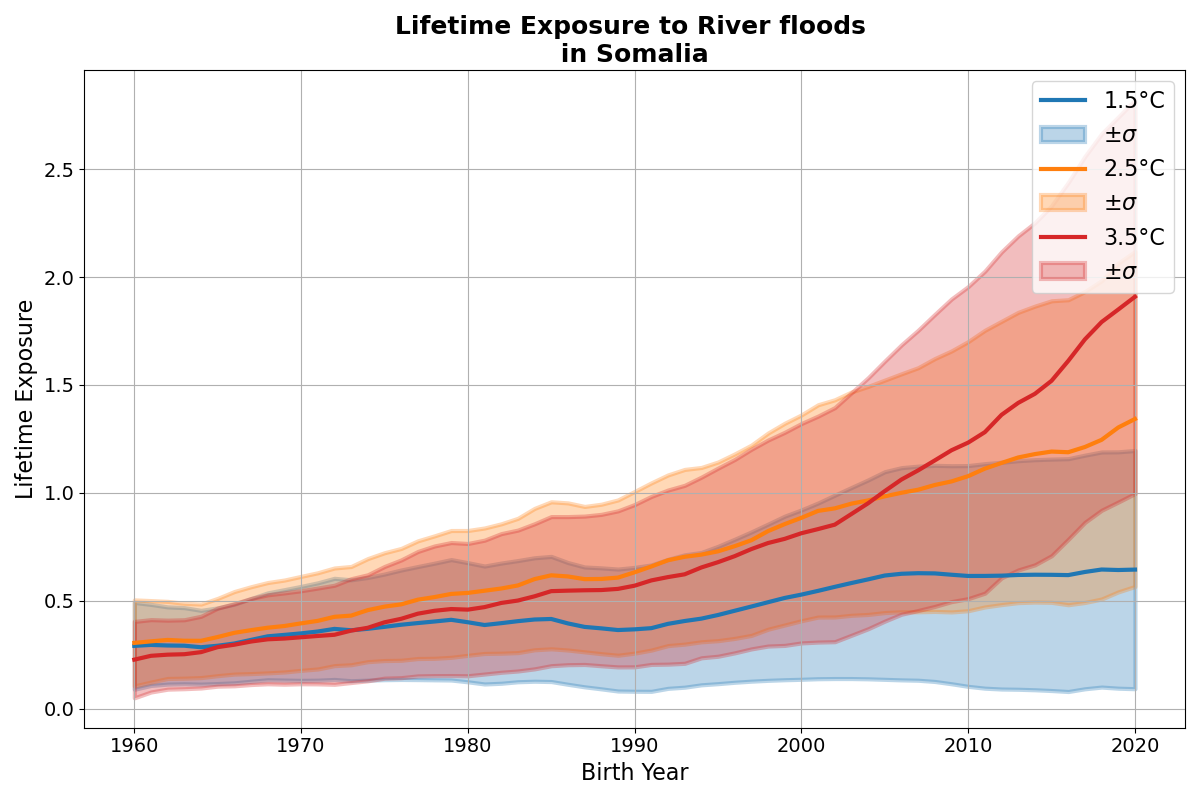 Lifetime Exposure to River floods
in Somalia
Lifetime Exposure
2.5
2.0
1.5
1.0
0.5
0.0
1960 1970 1980 1990 2000 2010 2020
Birth Year
1.5°C
±σ
2.5°C
±σ
3.5°C
±σ